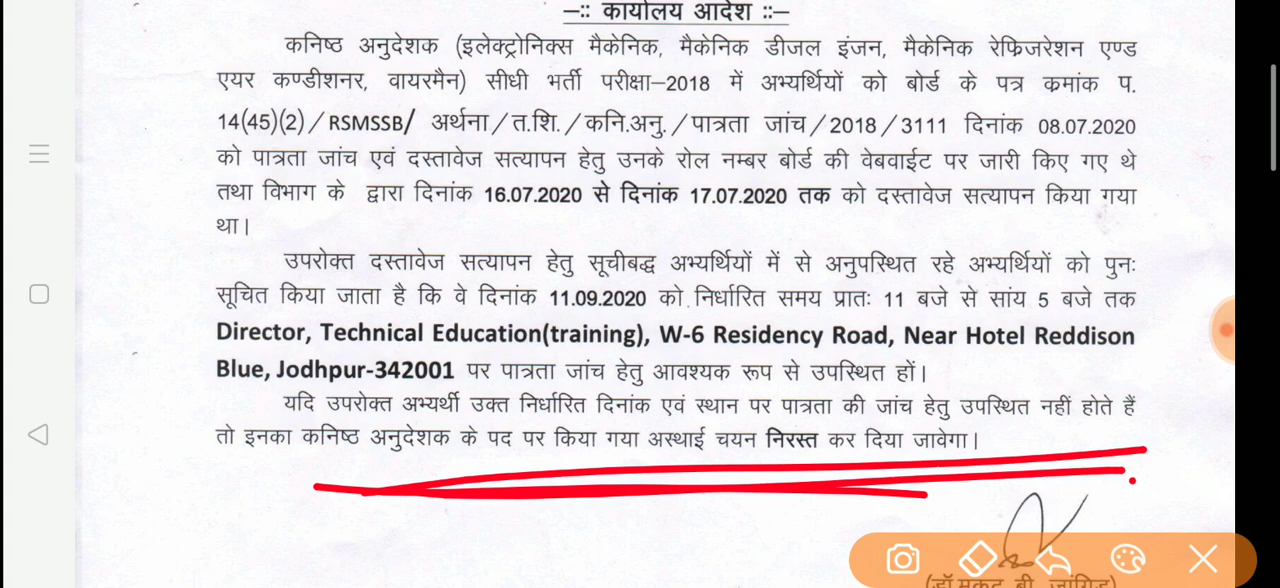 —:: कार्यालय आदेश ::—
कनिष्ठ अनुदेशक (इलेक्ट्रोनिक्स मैकेनिक, मैकेनिक डीजल इंजन, मैकेनिक रेफ्रिजरेशन एण्ड
एयर कण्डीशनर, वायरमैन) सीधी भर्ती परीक्षा–2018 में अभ्यर्थियों को बोर्ड के पत्र क्रमांक प.
14(45)(2)/RSMSSB/ अर्थना/त.शि./कनि.अनु./पात्रता जांच/2018/3111 दिनांक 08.07.2020
को पात्रता जांच एवं दस्तावेज सत्यापन हेतु उनके रोल नम्बर बोर्ड की वेबवाईट पर जारी किए गए थे
तथा विभाग के द्वारा दिनांक 16.07.2020 से दिनांक 17.07.2020 तक को दस्तावेज सत्यापन किया गया
था।
उपरोक्त दस्तावेज सत्यापन हेतु सूचीबद्ध अभ्यर्थियों में से अनुपस्थित रहे अभ्यर्थियों को पुनः
सूचित किया जाता है कि वे दिनांक 11.09.2020 को निर्धारित समय प्रातः 11 बजे से सांय 5 बजे तक
Director, Technical Education(training), W-6 Residency Road, Near Hotel Reddison
Blue, Jodhpur-342001 पर पात्रता जांच हेतु आवश्यक रूप से उपस्थित हों।
यदि उपरोक्त अभ्यर्थी उक्त निर्धारित दिनांक एवं स्थान पर पात्रता की जांच हेतु उपस्थित नहीं होते हैं
तो इनका कनिष्ठ अनुदेशक के पद पर किया गया अस्थाई चयन निरस्त कर दिया जावेगा।